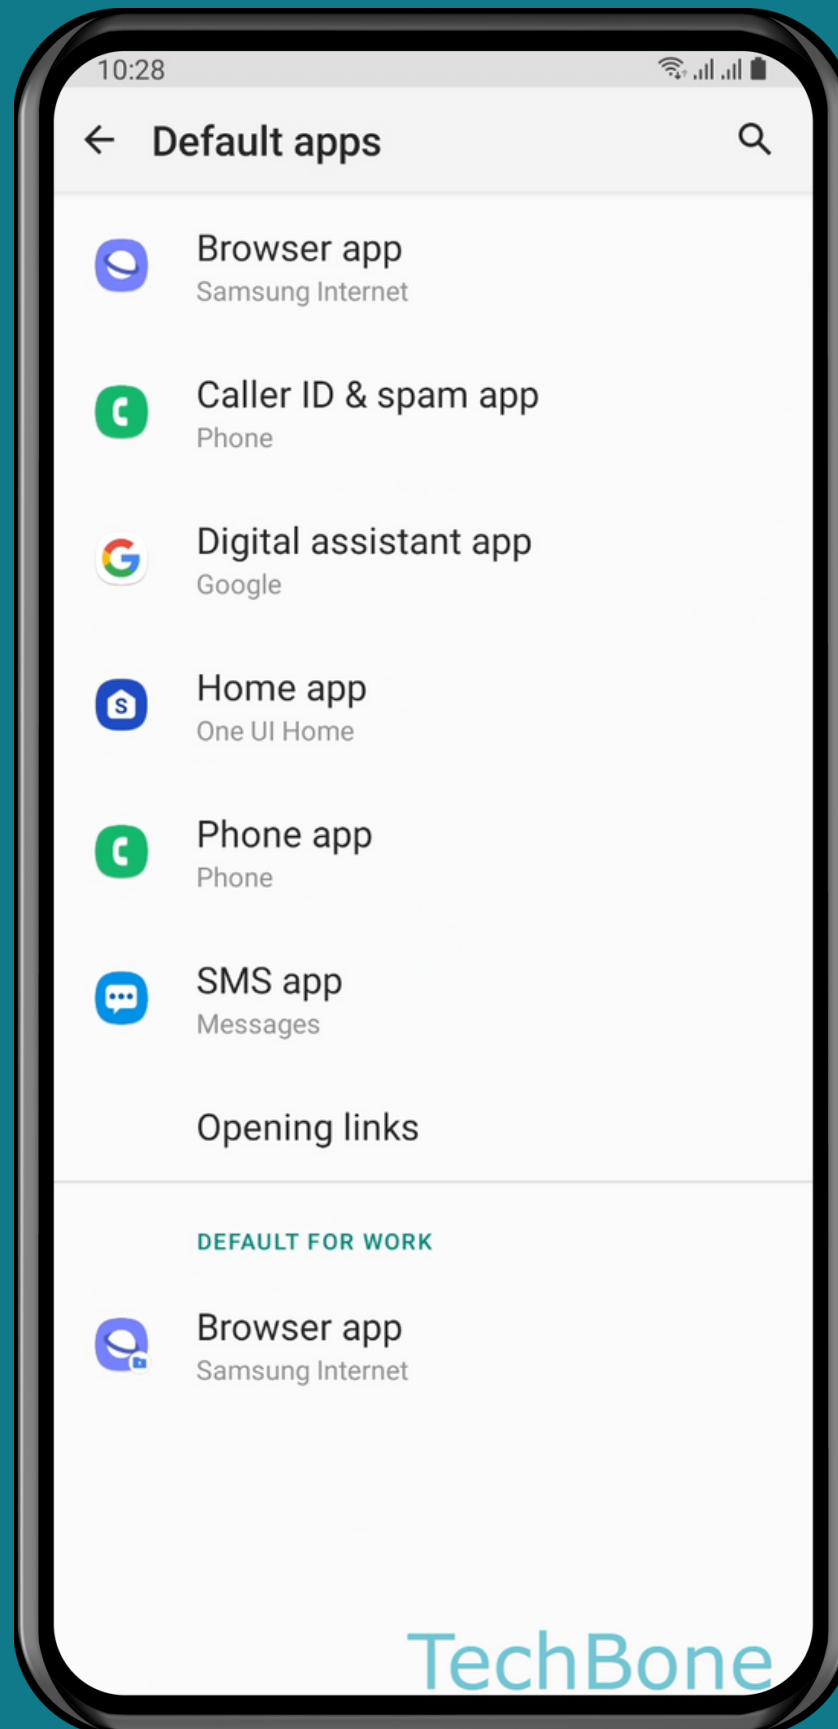 10:28
Default apps
Browser app
Samsung Internet
Caller ID & spam app
Phone
Digital assistant app
Google
Home app
One UI Home
Phone app
Phone
SMS app
Messages
Opening links
DEFAULT FOR WORK
Browser app
Samsung Internet
TechBone